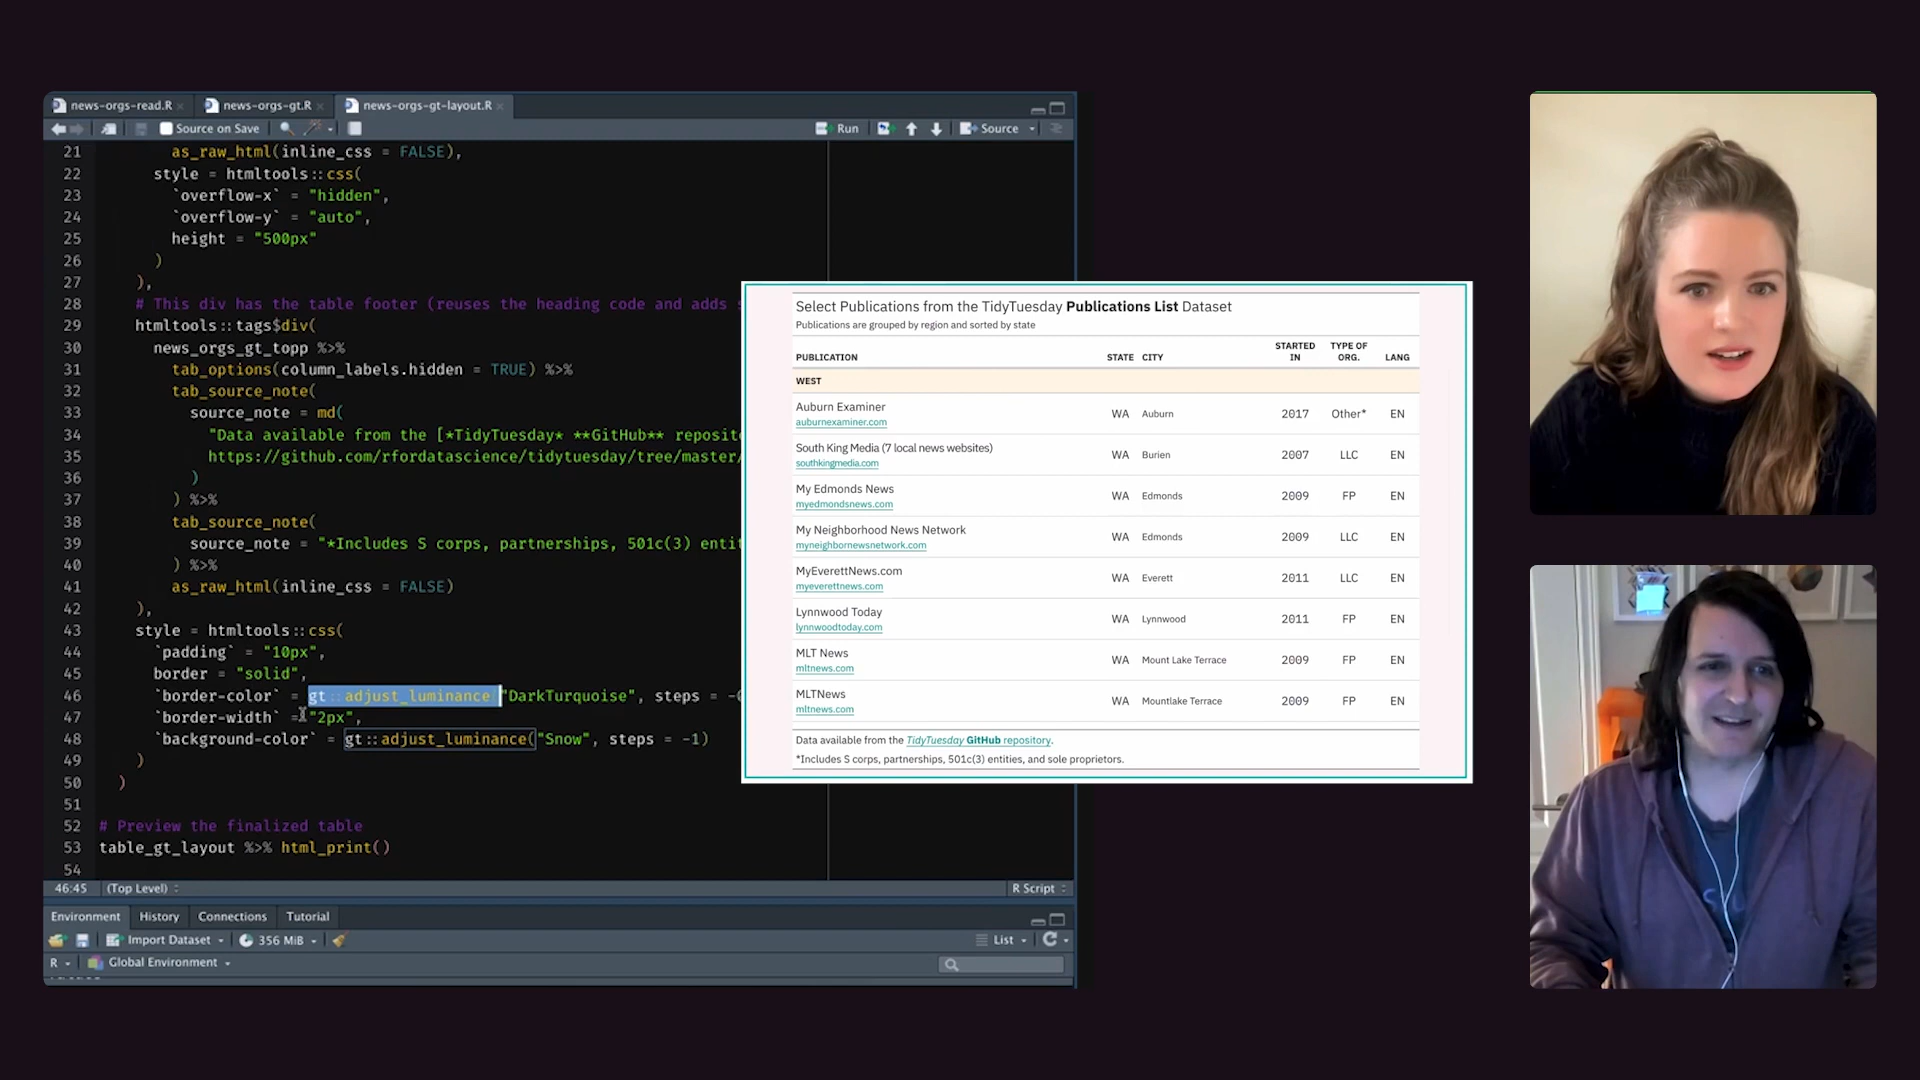 news-orgs-read.R
news-orgs-gt.R
news-orgs-gt-layout.R
Source on Save
Run
Source
21 as_raw_html(inline_css = FALSE),
22 style = htmltools::css(
23 `overflow-x` = "hidden",
24 `overflow-y` = "auto",
25 height = "500px"
26 )
27 ),
28 # This div has the table footer (reuses the heading code and adds
29 htmltools::tags$div(
30 news_orgs_gt_topp %>%
31 tab_options(column_labels.hidden = TRUE) %>%
32 tab_source_note(
33 source_note = md(
34 "Data available from the [*TidyTuesday* **GitHub** reposit
35 https://github.com/rfordatascience/tidytuesday/tree/master/
36 )
37 ) %>%
38 tab_source_note(
39 source_note = "*Includes S corps, partnerships, 501c(3) entit
40 ) %>%
41 as_raw_html(inline_css = FALSE)
42 ),
43 style = htmltools::css(
44 `padding` = "10px",
45 border = "solid",
46 `border-color` = gt::adjust_luminance("DarkTurquoise", steps = -
47 `border-width` = "2px",
48 `background-color` = gt::adjust_luminance("Snow", steps = -1)
49 )
50 )
51
52 # Preview the finalized table
53 table_gt_layout %>% html_print()
54
46:45 (Top Level) R Script
Environment History Connections Tutorial
Import Dataset 356 MiB List
R Global Environment
Select Publications from the TidyTuesday Publications List Dataset
Publications are grouped by region and sorted by state
PUBLICATION STATE CITY STARTED IN TYPE OF ORG. LANG
WEST
Auburn Examiner WA Auburn 2017 Other* EN
auburnexaminer.com
South King Media (7 local news websites) WA Burien 2007 LLC EN
southkingmedia.com
My Edmonds News WA Edmonds 2009 FP EN
myedmondsnews.com
My Neighborhood News Network WA Edmonds 2009 LLC EN
myneighbornewsnetwork.com
MyEverettNews.com WA Everett 2011 LLC EN
myeverettnews.com
Lynnwood Today WA Lynnwood 2011 FP EN
lynnwoodtoday.com
MLT News WA Mount Lake Terrace 2009 FP EN
mltnews.com
MLTNews WA Mountlake Terrace 2009 FP EN
mltnews.com
Data available from the TidyTuesday GitHub repository.
*Includes S corps, partnerships, 501c(3) entities, and sole proprietors.